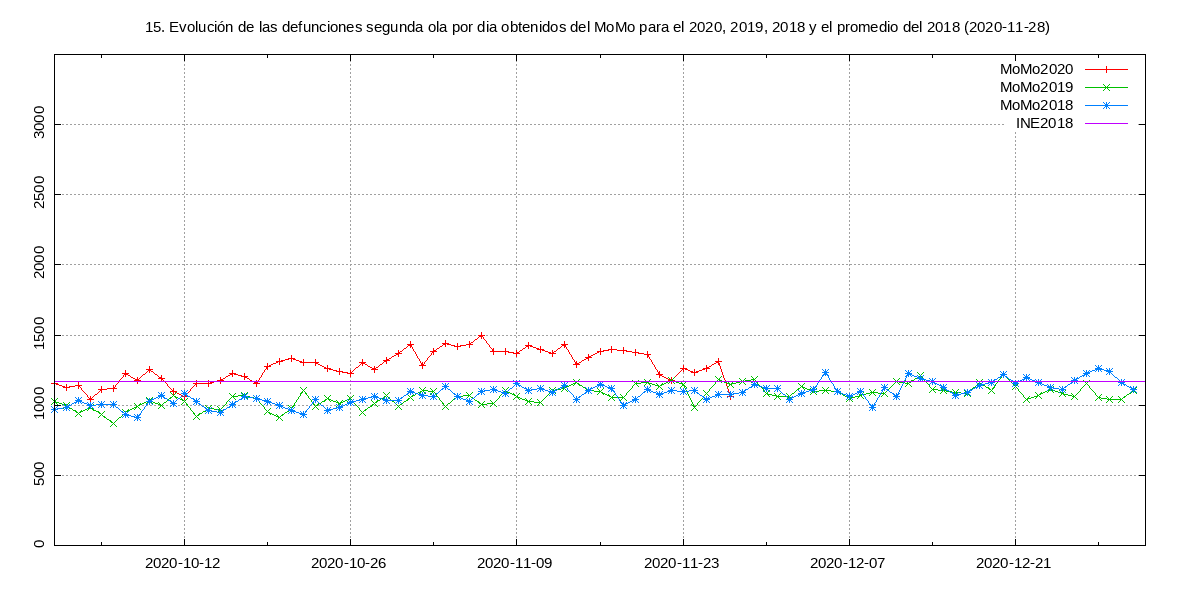 15. Evolución de las defunciones segunda ola por dia obtenidos del MoMo para el 2020, 2019, 2018 y el promedio del 2018 (2020-11-28)
MoMo2020
MoMo2019
MoMo2018
INE2018
3000
2500
2000
1500
1000
500
0
2020-10-12 2020-10-26 2020-11-09 2020-11-23 2020-12-07 2020-12-21